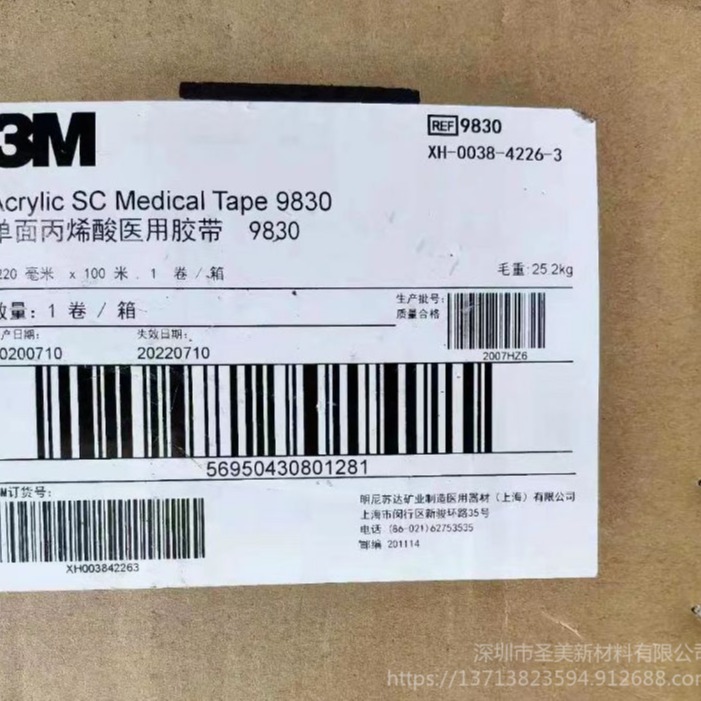 3M
REF 9830
XH-0038-4226-3
Acrylic SC Medical Tape 9830
单面丙烯酸医用胶带 9830
220 毫米 x 100 米 . 1 卷 / 箱
毛重:25.2kg
数量: 1 卷 / 箱
生产批号:
质量合格
2007HZ6
产日期:
失效日期:
20200710
20220710
56950430801281
3M订货号:
XH003842263
明尼苏达矿业制造医用器材(上海)有限公司
上海市闵行区新骏环路35号
电话 (86-021)62753535
邮编 201114
深圳市圣美新材料有限公司
https://13713823594.912688.com